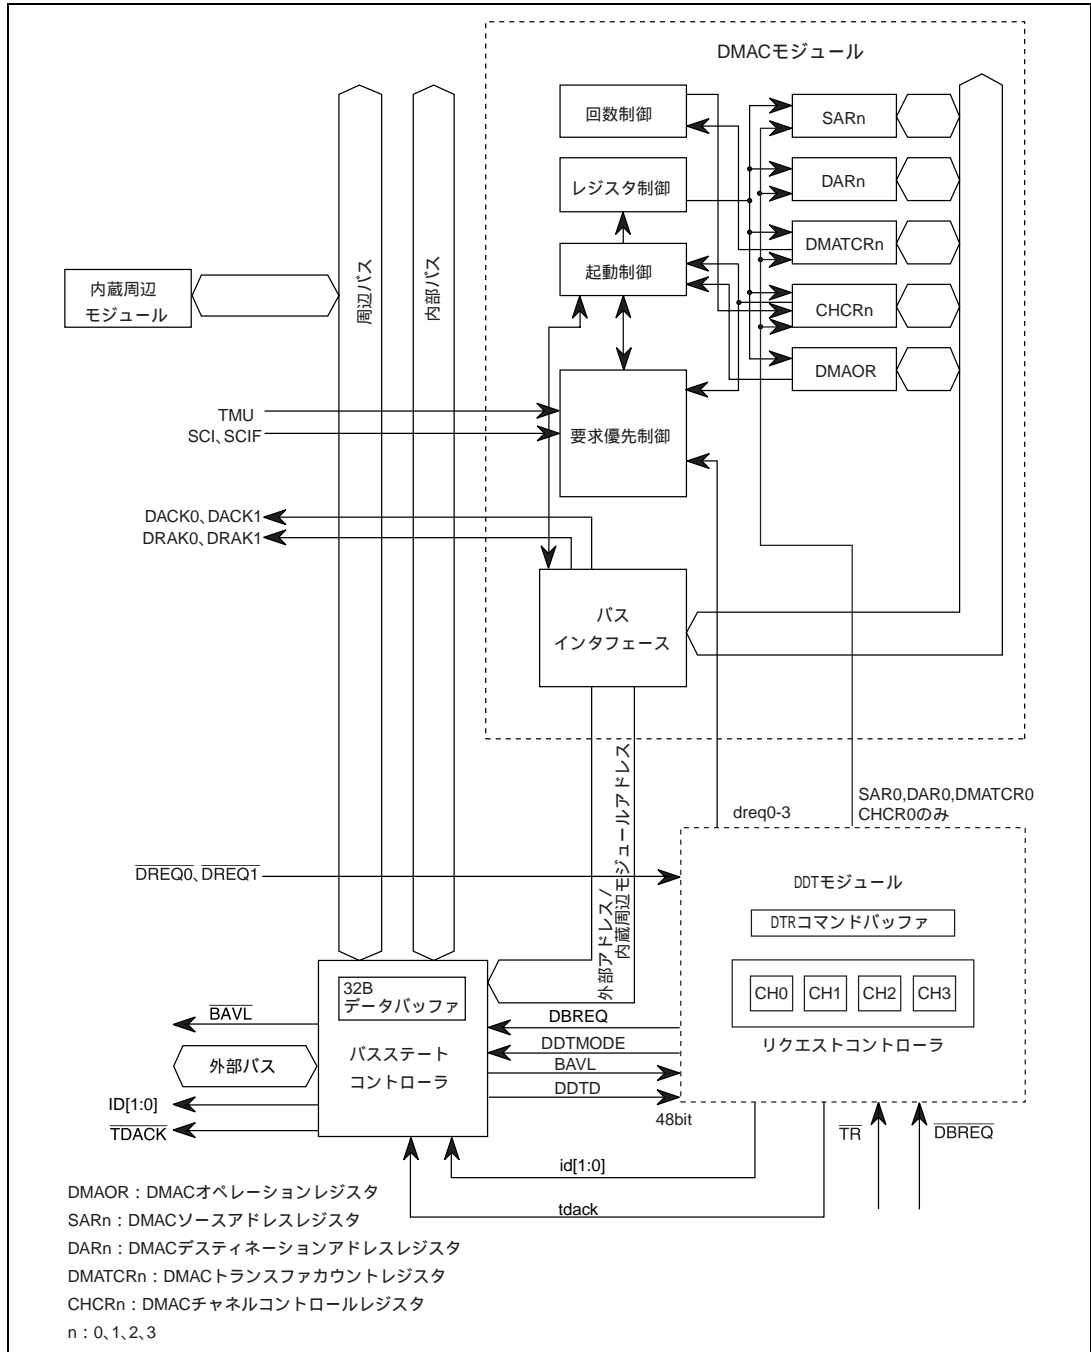 DMACモジュール
回数制御
SARn
レジスタ制御
DARn
DMATCRn
起動制御
CHCRn
DMAOR
内蔵周辺
モジュール
周辺バス
内部バス
TMU
SCI、SCIF
要求優先制御
DACK0、DACK1
DRAK0、DRAK1
バス
インタフェース
外部アドレス/
内蔵周辺モジュールアドレス
dreq0-3
SAR0,DAR0,DMATCR0
CHCR0のみ
DREQ0、DREQ1
DDTモジュール
DTRコマンドバッファ
CH0 CH1 CH2 CH3
リクエストコントローラ
32B
データバッファ
バスステート
コントローラ
BAVL
外部バス
ID[1:0]
TDACK
DBREQ
DDTMODE
BAVL
DDTD
48bit
TR
DBREQ
id[1:0]
tdack
DMAOR：DMACオペレーションレジスタ
SARn：DMACソースアドレスレジスタ
DARn：DMACデスティネーションアドレスレジスタ
DMATCRn：DMACトランスファカウントレジスタ
CHCRn：DMACチャネルコントロールレジスタ
n：0、1、2、3